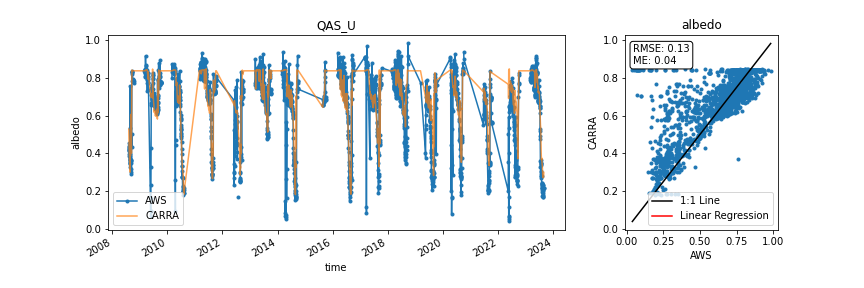 QAS_U
albedo
1.0
0.8
0.6
0.4
0.2
0.0
2008
2010
2012
2014
2016
2018
2020
2022
2024
time
AWS
CARRA
albedo
RMSE: 0.13
ME: 0.04
CARRA
1.0
0.8
0.6
0.4
0.2
0.0
0.00
0.25
0.50
0.75
1.00
AWS
1:1 Line
Linear Regression